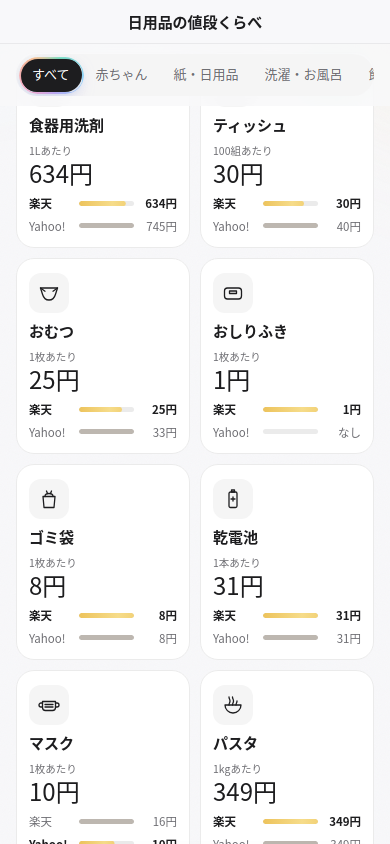 日用品の値段くらべ
すべて 赤ちゃん 紙・日用品 洗濯・お風呂
食器用洗剤
1Lあたり
634円
楽天 634円
Yahoo! 745円
ティッシュ
100組あたり
30円
楽天 30円
Yahoo! 40円
おむつ
1枚あたり
25円
楽天 25円
Yahoo! 33円
おしりふき
1枚あたり
1円
楽天 1円
Yahoo! なし
ゴミ袋
1枚あたり
8円
楽天 8円
Yahoo! 8円
乾電池
1本あたり
31円
楽天 31円
Yahoo! 31円
マスク
1枚あたり
10円
楽天 16円
Yahoo! 10円
パスタ
1kgあたり
349円
楽天 349円
Yahoo! 349円